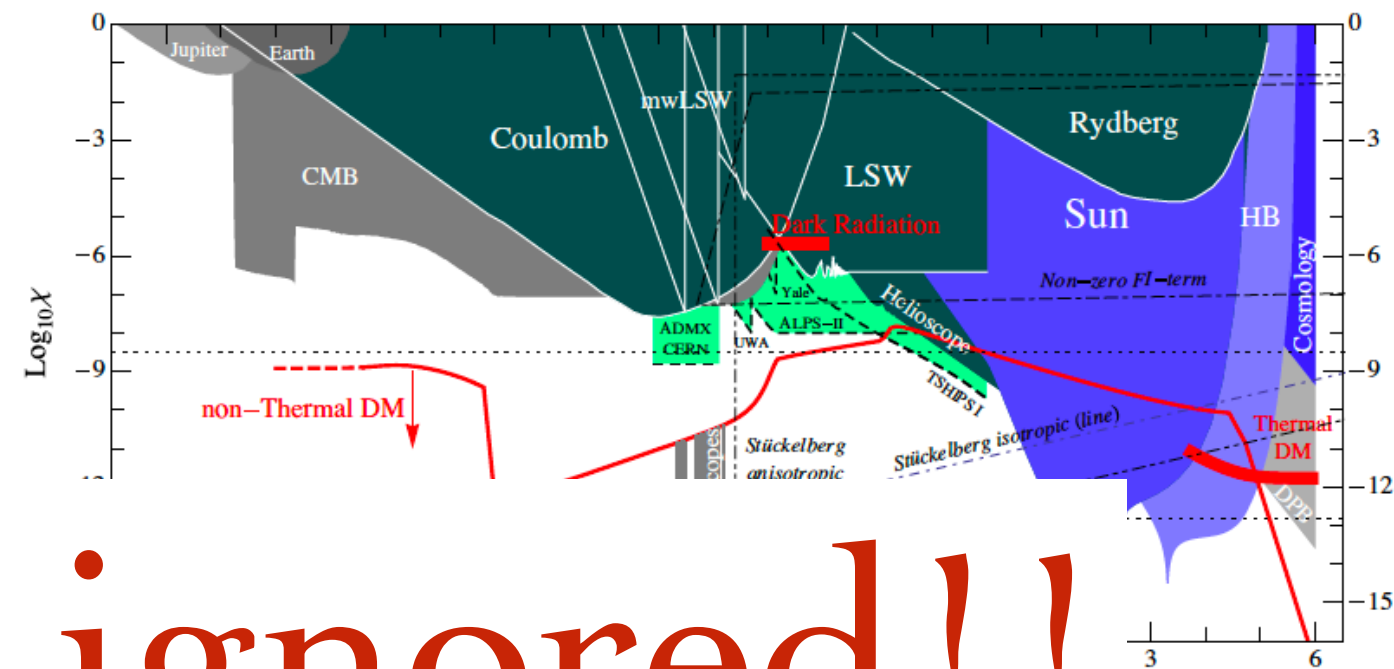 0
0
Jupiter
Earth
mwLSW
Coulomb
Rydberg
−3
−3
CMB
LSW
Sun
HB
Dark Radiation
−6
−6
Non−zero FI−term
Yale
Helioscope
Cosmology
ADMX
CERN
ALPS−II
UWA
Log10χ
−9
−9
TSHIPS I
non−Thermal DM
Thermal
DM
Stückelberg isotropic (line)
Stückelberg
anisotropic
−12
DPB
ignored!!
−15
3
6